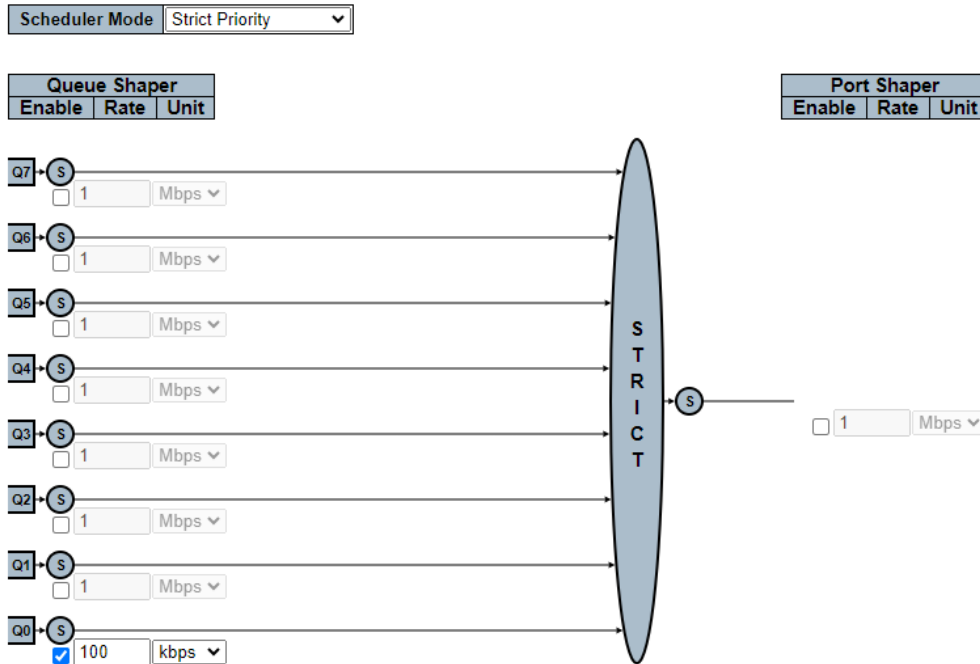 Scheduler Mode Strict Priority
Queue Shaper Port Shaper
Enable Rate Unit Enable Rate Unit
Q7 S
1 Mbps
Q6 S
1 Mbps
Q5 S
1 Mbps
Q4 S
1 Mbps
Q3 S
1 Mbps
Q2 S
1 Mbps
Q1 S
1 Mbps
Q0 S
100 kbps
S
T
R
I
C
T
S
1 Mbps